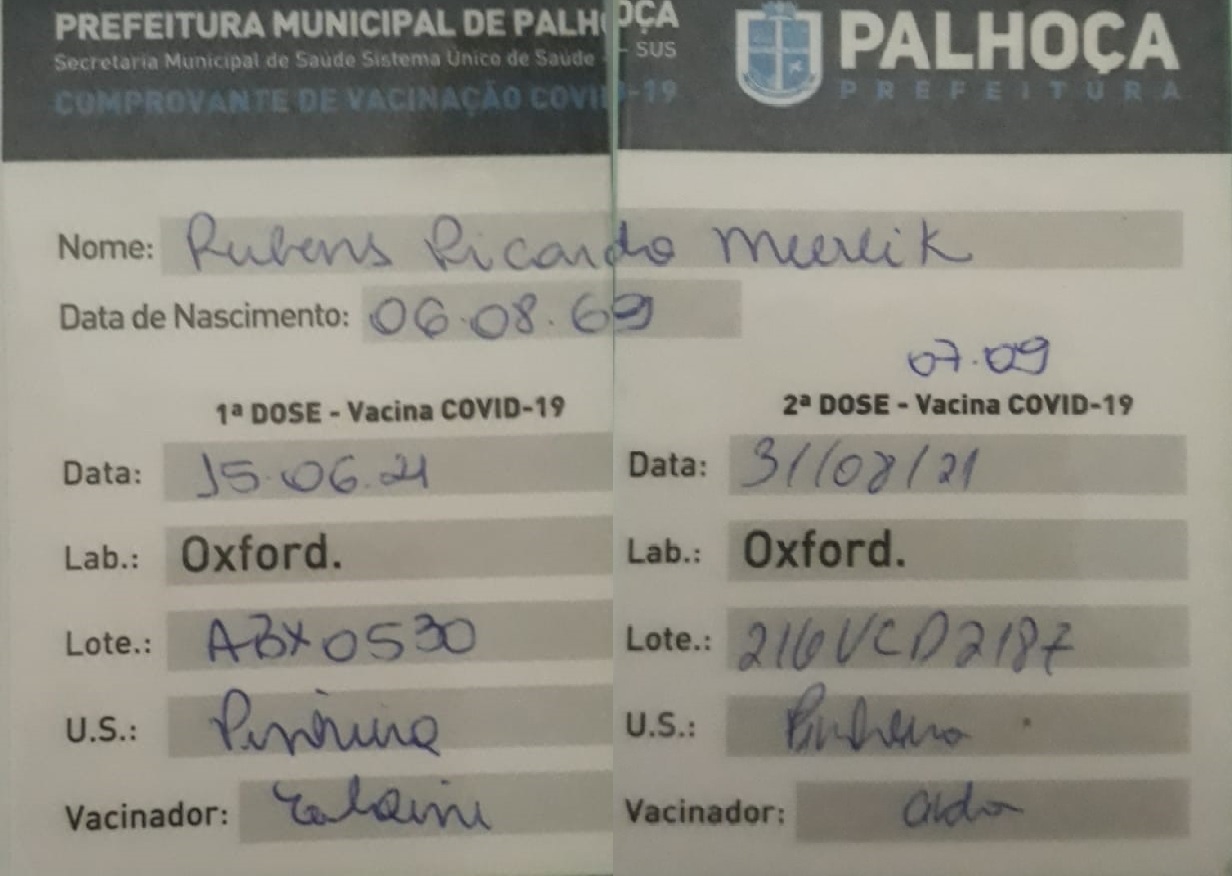 PREFEITURA MUNICIPAL DE PALHOÇA
Secretaria Municipal de Saúde Sistema Único de Saúde - SUS
COMPROVANTE DE VACINAÇÃO COVID-19
PALHOÇA
PREFEITURA
Nome: Rubens Ricardo
Data de Nascimento: 06.08.69
07.09
1ª DOSE - Vacina COVID-19
Data: 15.06.21
Lab.: Oxford.
Lote.: ABX0530
U.S.:
Vacinador:
2ª DOSE - Vacina COVID-19
Data: 31/08/21
Lab.: Oxford.
Lote.: 216VCD2187
U.S.:
Vacinador: